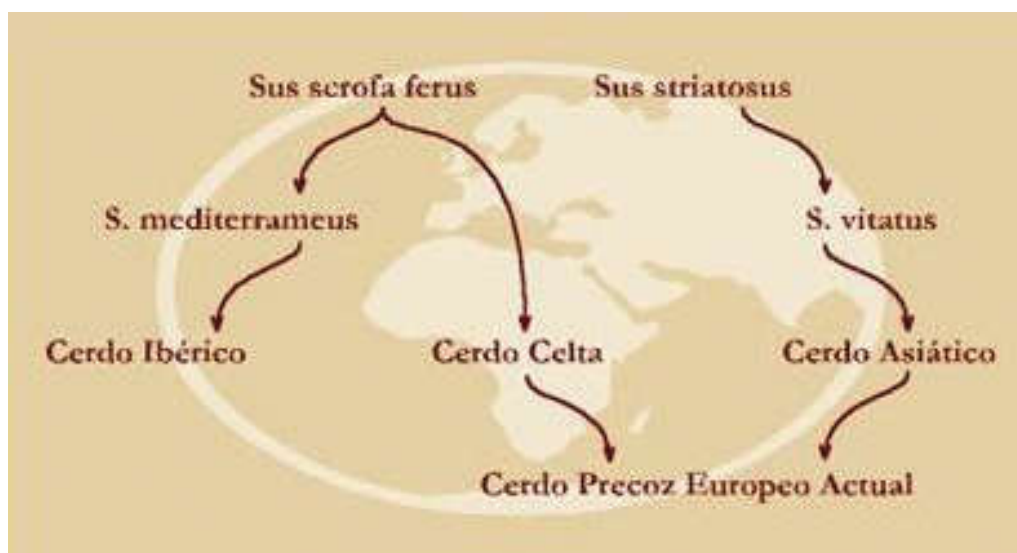 Sus scrofa ferus
Sus striatosus
S. mediterrameus
S. vitatus
Cerdo Ibérico
Cerdo Celta
Cerdo Asiático
Cerdo Precoz Europeo Actual